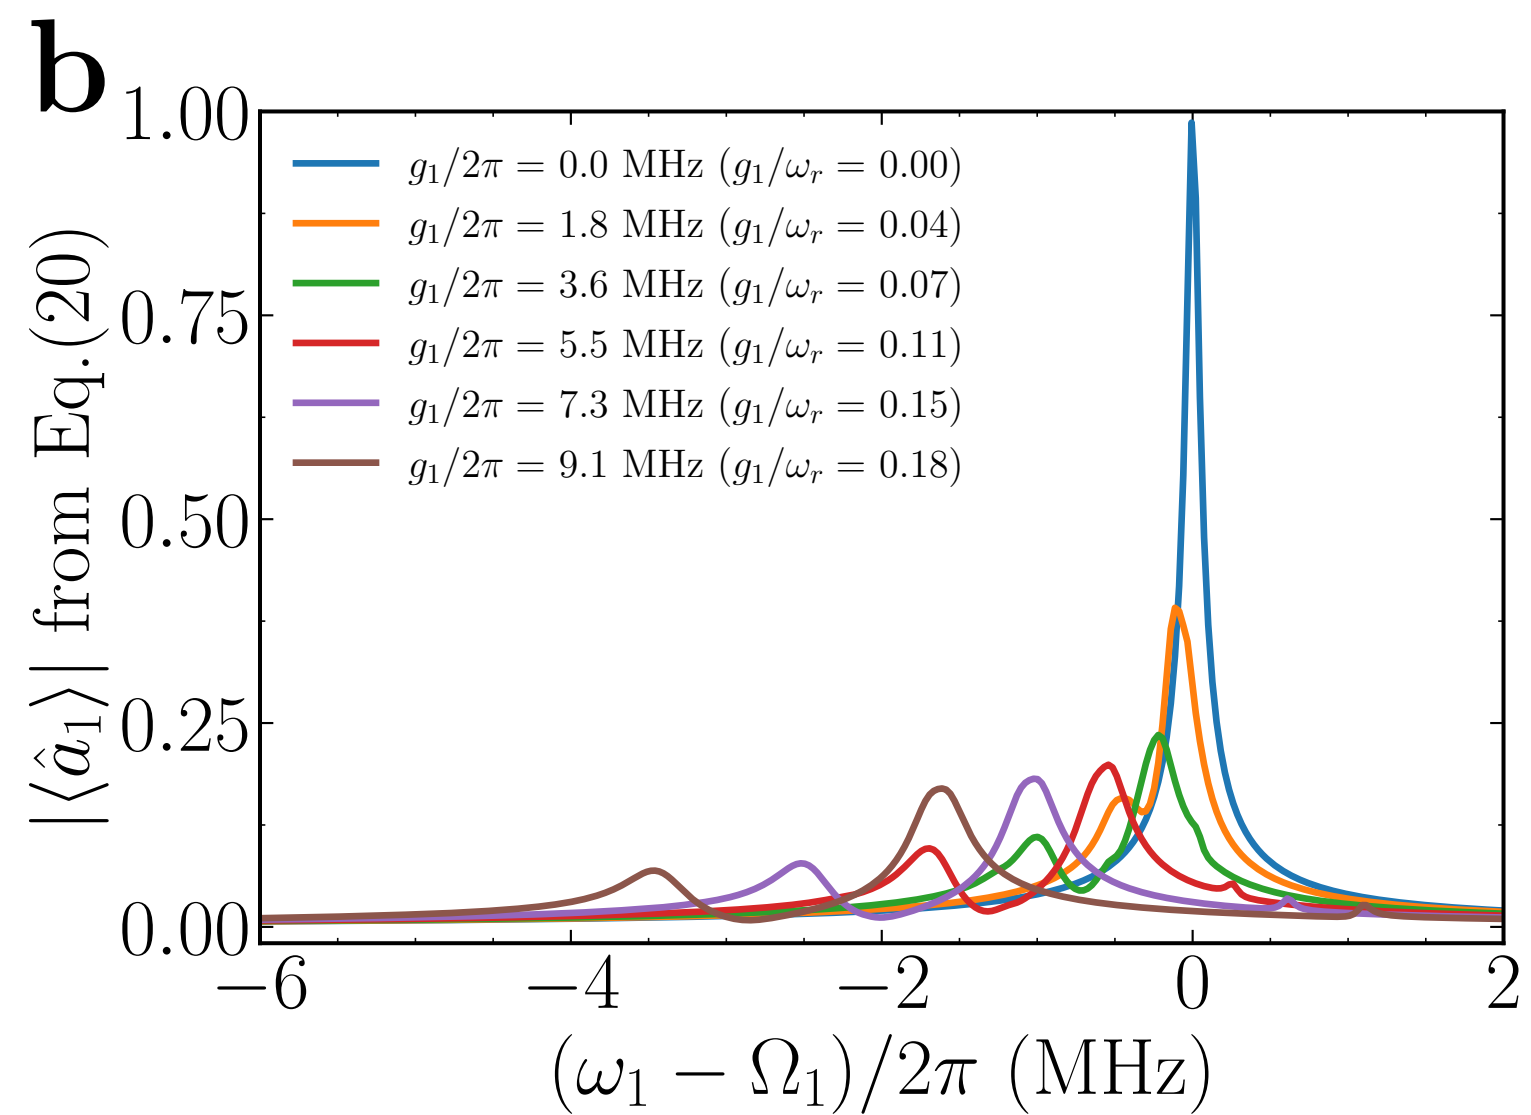 b
1.00
0.75
0.50
0.25
0.00
|⟨â₁⟩| from Eq.(20)
g₁/2π = 0.0 MHz (g₁/ωᵣ = 0.00)
g₁/2π = 1.8 MHz (g₁/ωᵣ = 0.04)
g₁/2π = 3.6 MHz (g₁/ωᵣ = 0.07)
g₁/2π = 5.5 MHz (g₁/ωᵣ = 0.11)
g₁/2π = 7.3 MHz (g₁/ωᵣ = 0.15)
g₁/2π = 9.1 MHz (g₁/ωᵣ = 0.18)
−6 −4 −2 0 2
(ω₁ − Ω₁)/2π (MHz)